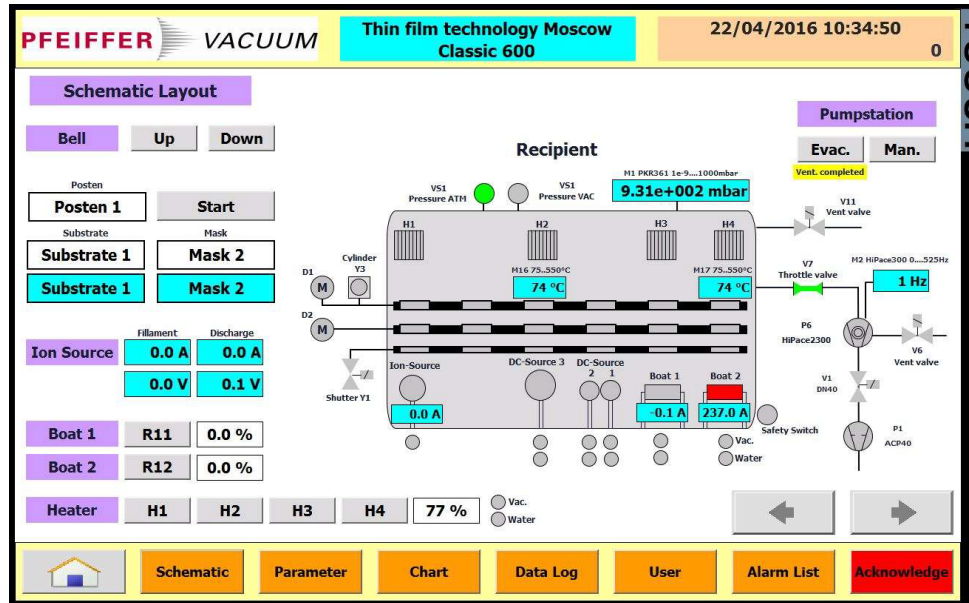 PFEIFFER VACUUM
Thin film technology Moscow
Classic 600
22/04/2016 10:34:50
0
Schematic Layout
Pumpstation
Bell
Up
Down
Evac.
Man.
Vent. completed
Recipient
M1 PKR361 1e-9....1000mbar
9.31e+002 mbar
VS1
Pressure ATM
VS1
Pressure VAC
V11
Vent valve
Posten
Posten 1
Start
Substrate
Mask
Substrate 1
Mask 2
Substrate 1
Mask 2
H1
H2
H3
H4
Cylinder
Y3
D1
M
M16 75..550°C
74 °C
M17 75..550°C
74 °C
V7
Throttle valve
M2 HiPace300 0....525Hz
1 Hz
D2
M
P6
HiPace2300
V6
Vent valve
Fillament
Discharge
Ion Source
0.0 A
0.0 A
0.0 V
0.1 V
Shutter Y1
Ion-Source
0.0 A
DC-Source 3
DC-Source
2 1
Boat 1
-0.1 A
Boat 2
237.0 A
V1
DN40
Safety Switch
P1
ACP40
Vac.
Water
Boat 1
R11
0.0 %
Boat 2
R12
0.0 %
Heater
H1
H2
H3
H4
77 %
Vac.
Water
Schematic
Parameter
Chart
Data Log
User
Alarm List
Acknowledge